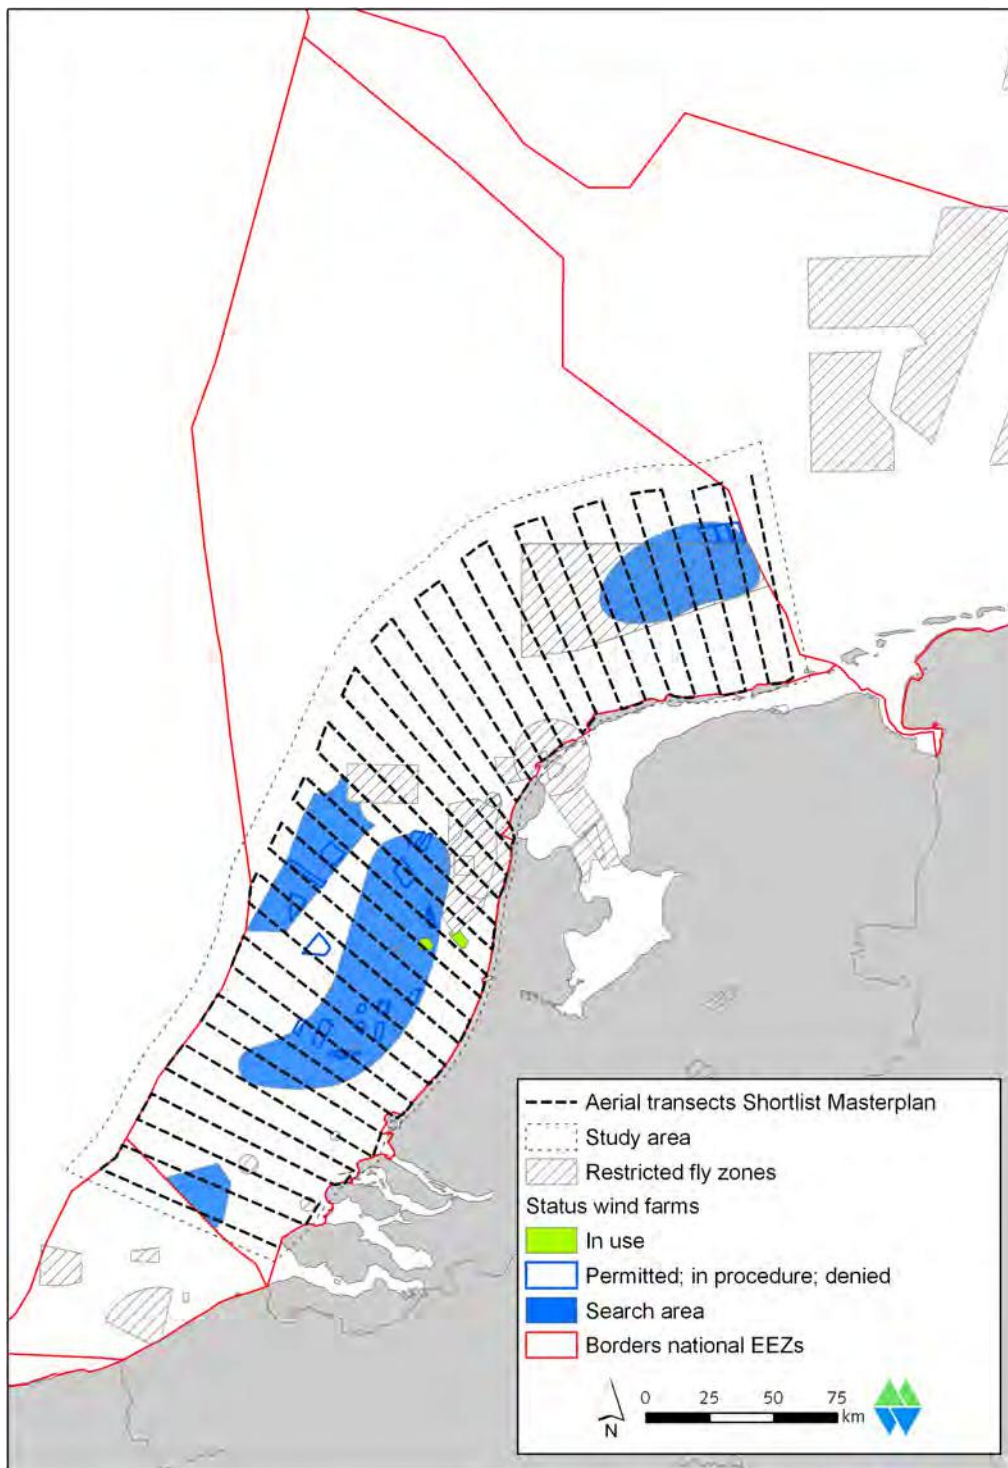 Aerial transects Shortlist Masterplan
Study area
Restricted fly zones
Status wind farms
In use
Permitted; in procedure; denied
Search area
Borders national EEZs
N
0 25 50 75
km